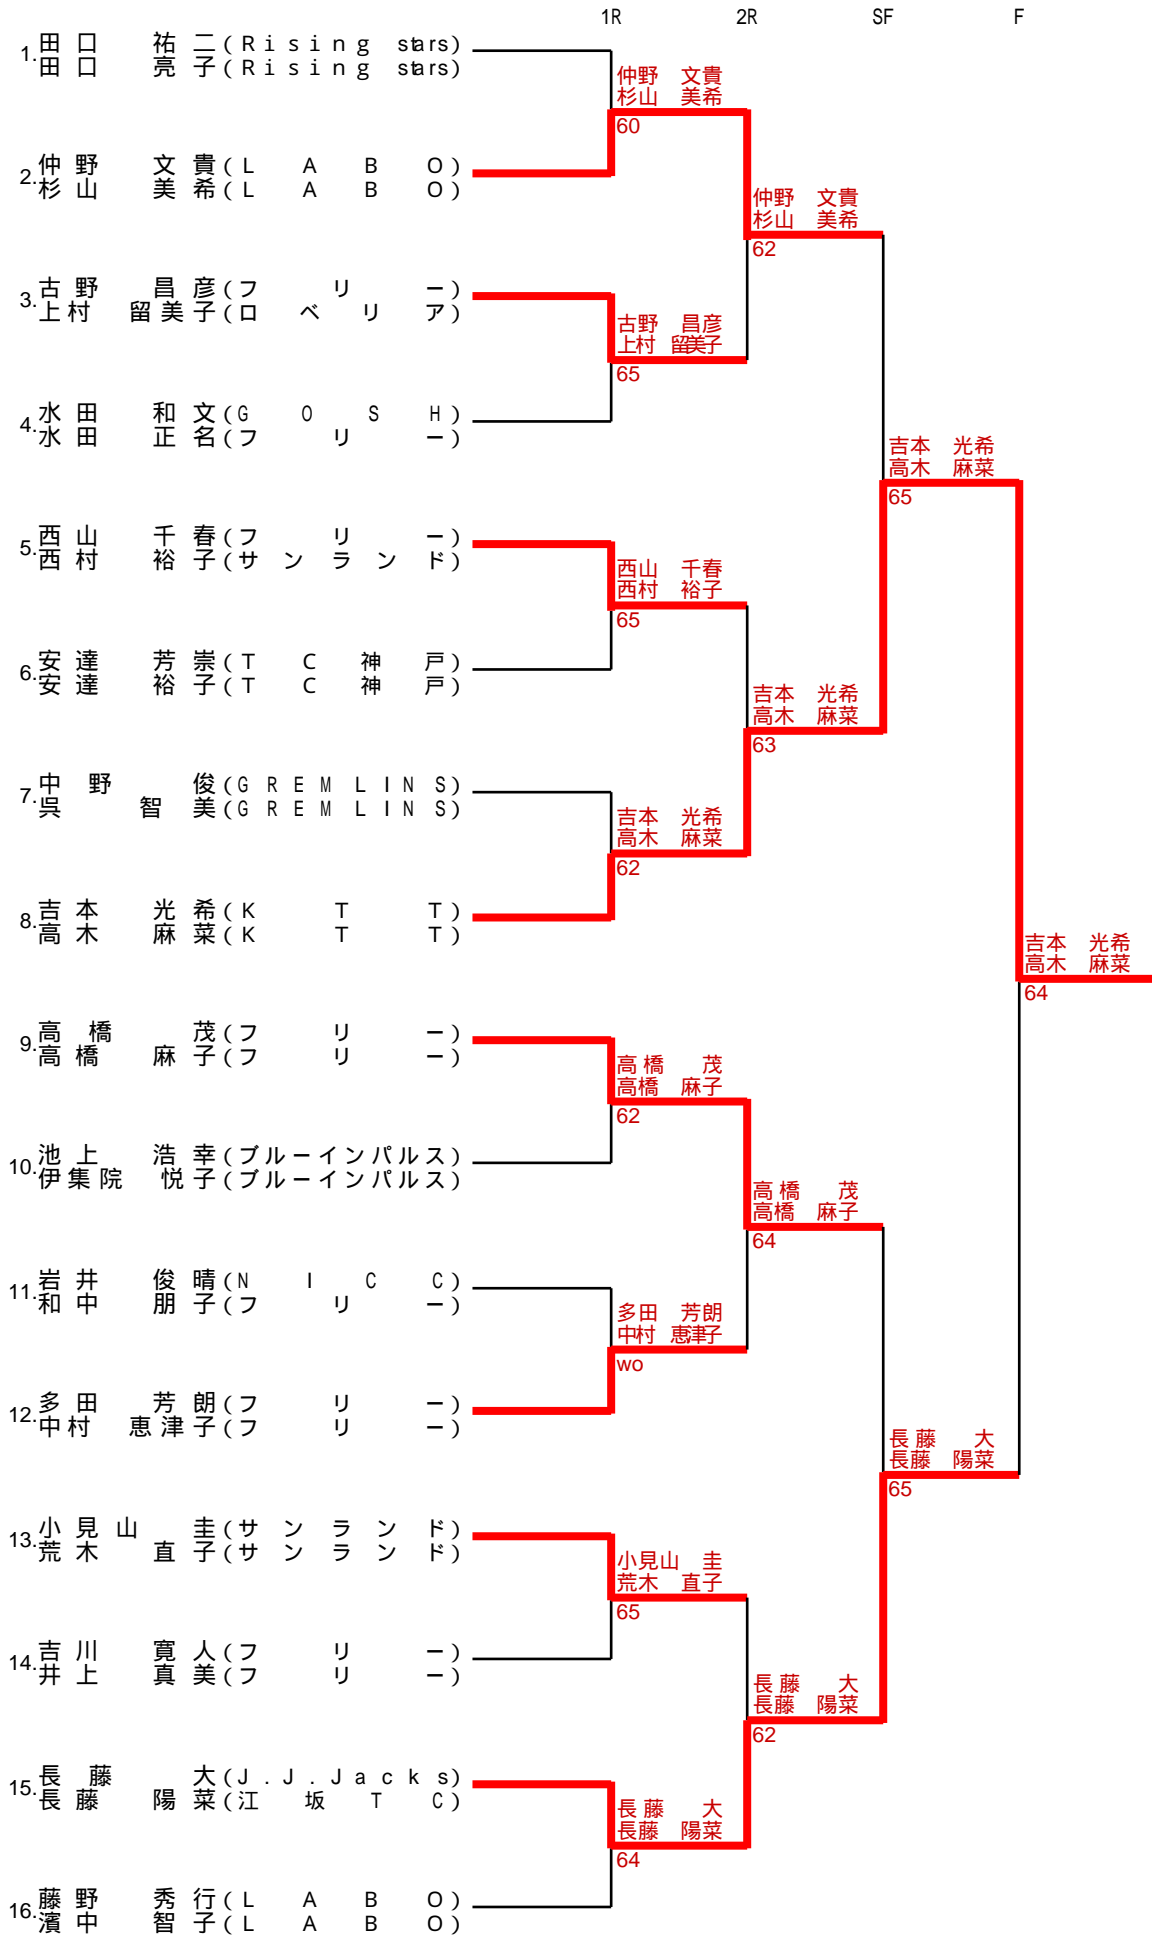 1R 2R SF F
1. 田口 祐二(Rising stars)
田口 亮子(Rising stars)
仲野 文貴
杉山 美希
60
2. 仲野 文貴(LABO)
杉山 美希(LABO)
仲野 文貴
杉山 美希
62
3. 古野 昌彦(フリー)
上村 留美子(ロベリア)
古野 昌彦
上村 留美子
65
4. 水田 和文(GOSH)
水田 正名(フリー)
吉本 光希
高木 麻菜
65
5. 西山 千春(フリー)
西村 裕子(サンランド)
西山 千春
西村 裕子
65
6. 安達 芳崇(TC神戸)
安達 裕子(TC神戸)
吉本 光希
高木 麻菜
63
7. 中野 俊(GREMLINS)
呉 智美(GREMLINS)
吉本 光希
高木 麻菜
62
8. 吉本 光希(KTT)
高木 麻菜(KTT)
吉本 光希
高木 麻菜
64
9. 高橋 茂(フリー)
高橋 麻子(フリー)
高橋 茂
高橋 麻子
62
10. 池上 浩幸(ブルーインパルス)
伊集院 悦子(ブルーインパルス)
高橋 茂
高橋 麻子
64
11. 岩井 俊晴(NICC)
和中 朋子(フリー)
多田 芳朗
中村 恵津子
wo
12. 多田 芳朗(フリー)
中村 恵津子(フリー)
長藤 大
長藤 陽菜
65
13. 小見山 圭(サンランド)
荒木 直子(サンランド)
小見山 圭
荒木 直子
65
14. 吉川 寛人(フリー)
井上 真美(フリー)
長藤 大
長藤 陽菜
62
15. 長藤 大(J.J.Jacks)
長藤 陽菜(江坂TC)
長藤 大
長藤 陽菜
64
16. 藤野 秀行(LABO)
濱中 智子(LABO)